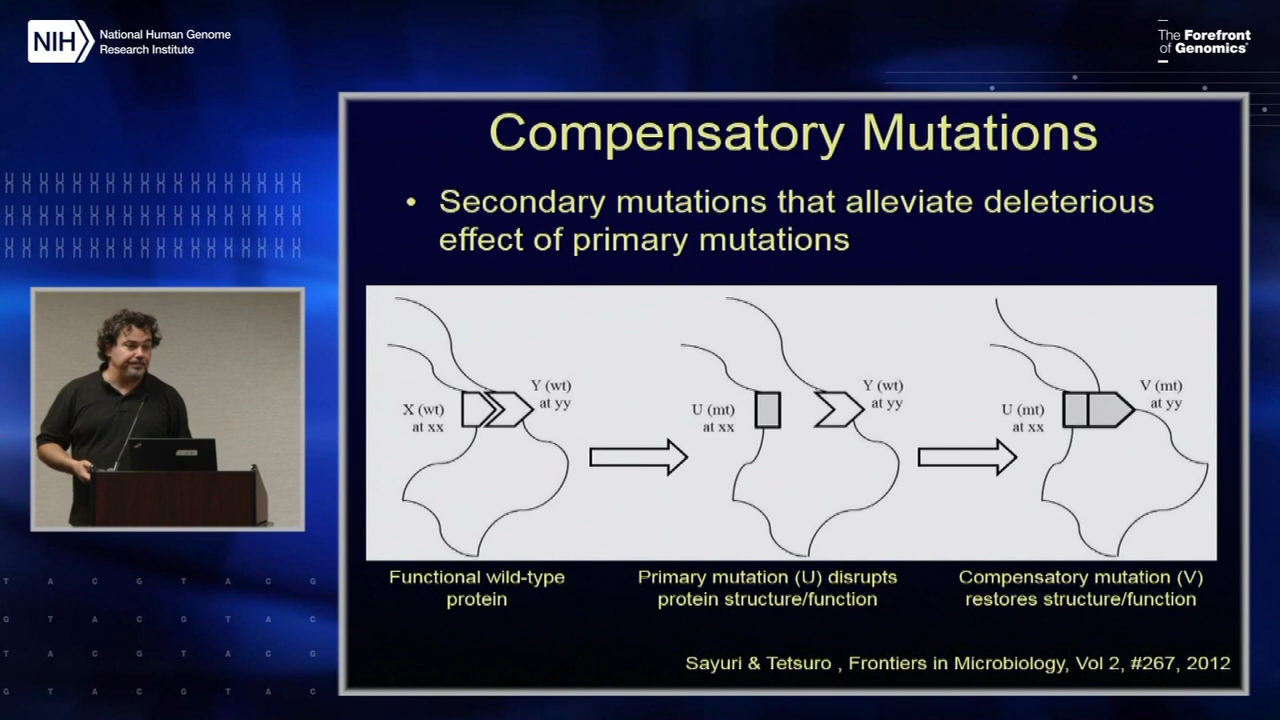 NIH
National Human Genome
Research Institute
The Forefront
of Genomics®
Compensatory Mutations
• Secondary mutations that alleviate deleterious
effect of primary mutations
X (wt)
at xx
Y (wt)
at yy
U (mt)
at xx
Y (wt)
at yy
U (mt)
at xx
V (mt)
at yy
Functional wild-type
protein
Primary mutation (U) disrupts
protein structure/function
Compensatory mutation (V)
restores structure/function
Sayuri & Tetsuro , Frontiers in Microbiology, Vol 2, #267, 2012
T A C G T A C G
G T A C G T A C
T A C G T A C G
G T A C G T A C